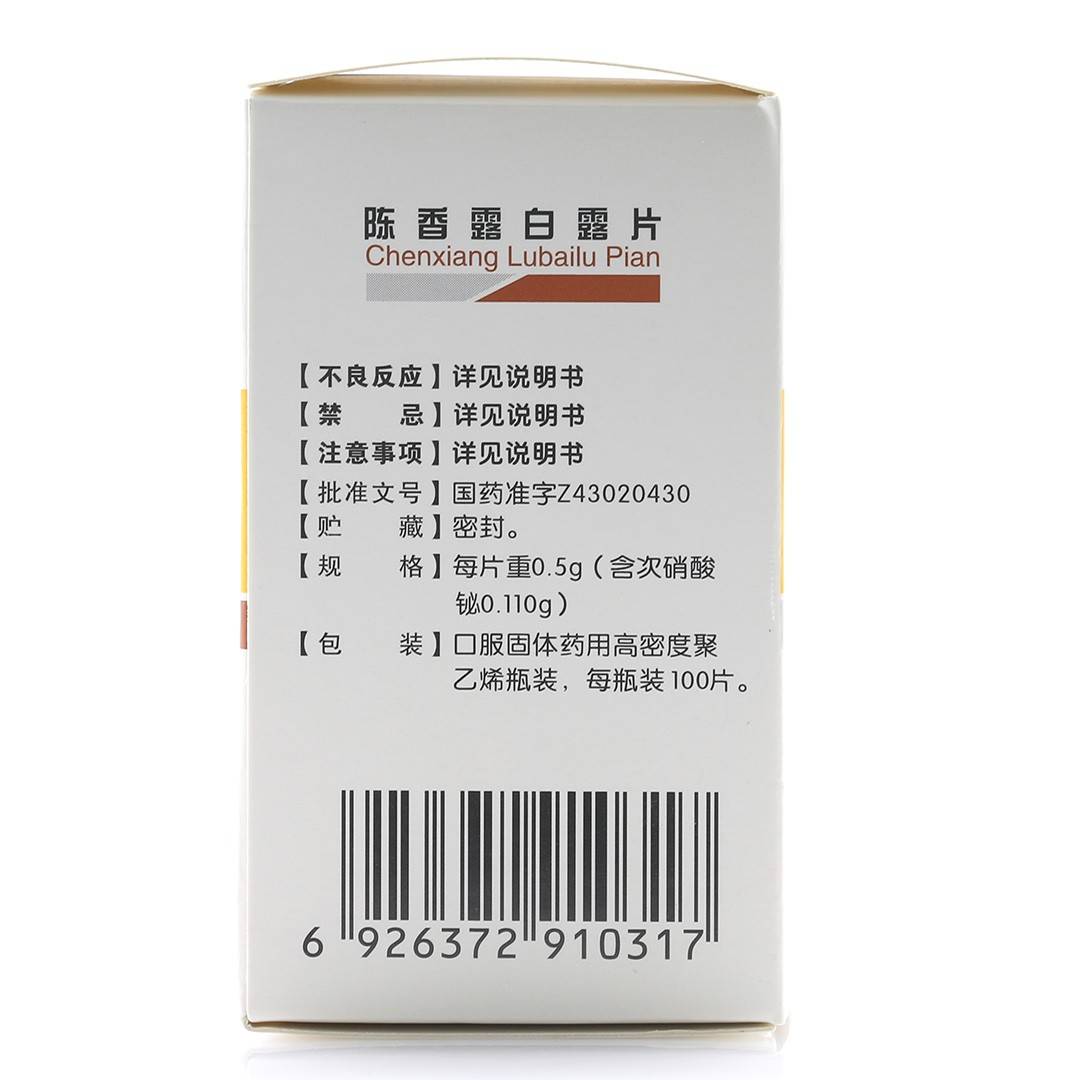 陈香露白露片
Chenxiang Lubailu Pian
【不良反应】详见说明书
【禁 忌】详见说明书
【注意事项】详见说明书
【批准文号】国药准字Z43020430
【贮 藏】密封。
【规 格】每片重0.5g（含次硝酸
铋0.110g）
【包 装】口服固体药用高密度聚
乙烯瓶装，每瓶装100片。
6 926372 910317